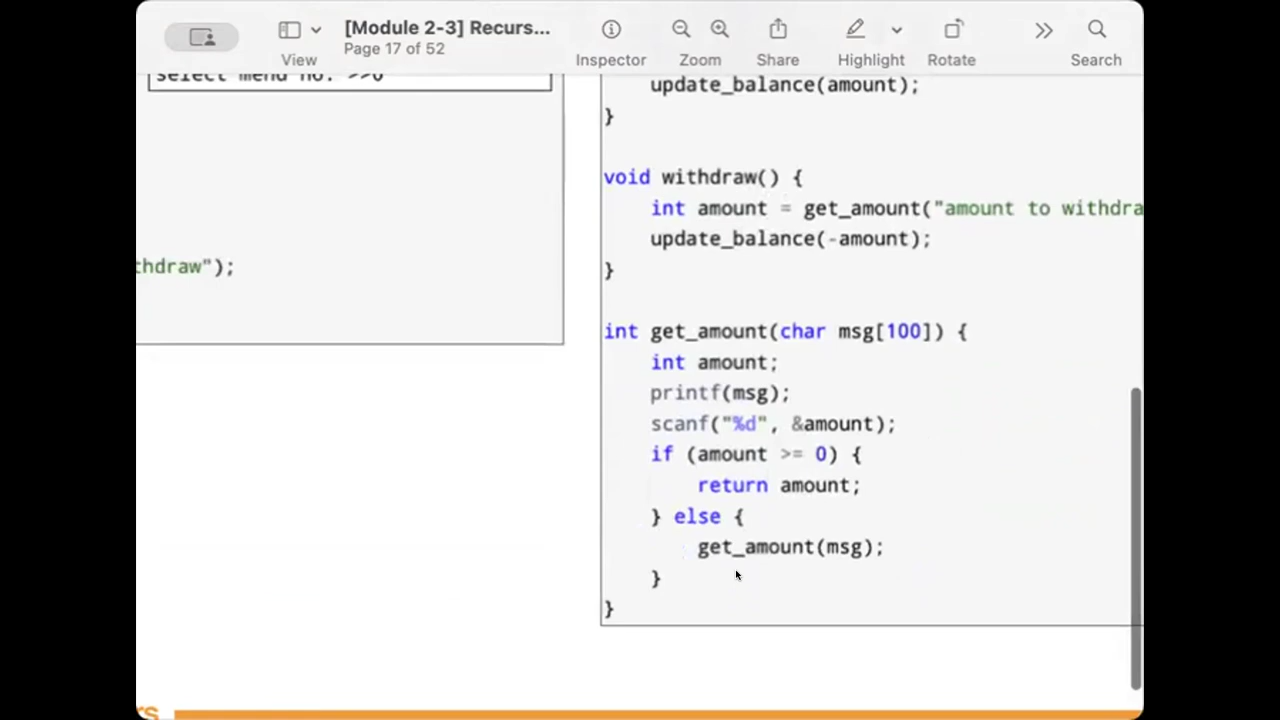 [Module 2-3] Recurs...
Page 17 of 52
View
Inspector
Zoom
Share
Highlight
Rotate
Search
select menu no. >>0
thdraw");
update_balance(amount);
}
void withdraw() {
int amount = get_amount("amount to withdra
update_balance(-amount);
}
int get_amount(char msg[100]) {
int amount;
printf(msg);
scanf("%d", &amount);
if (amount >= 0) {
return amount;
} else {
get_amount(msg);
}
}
rs